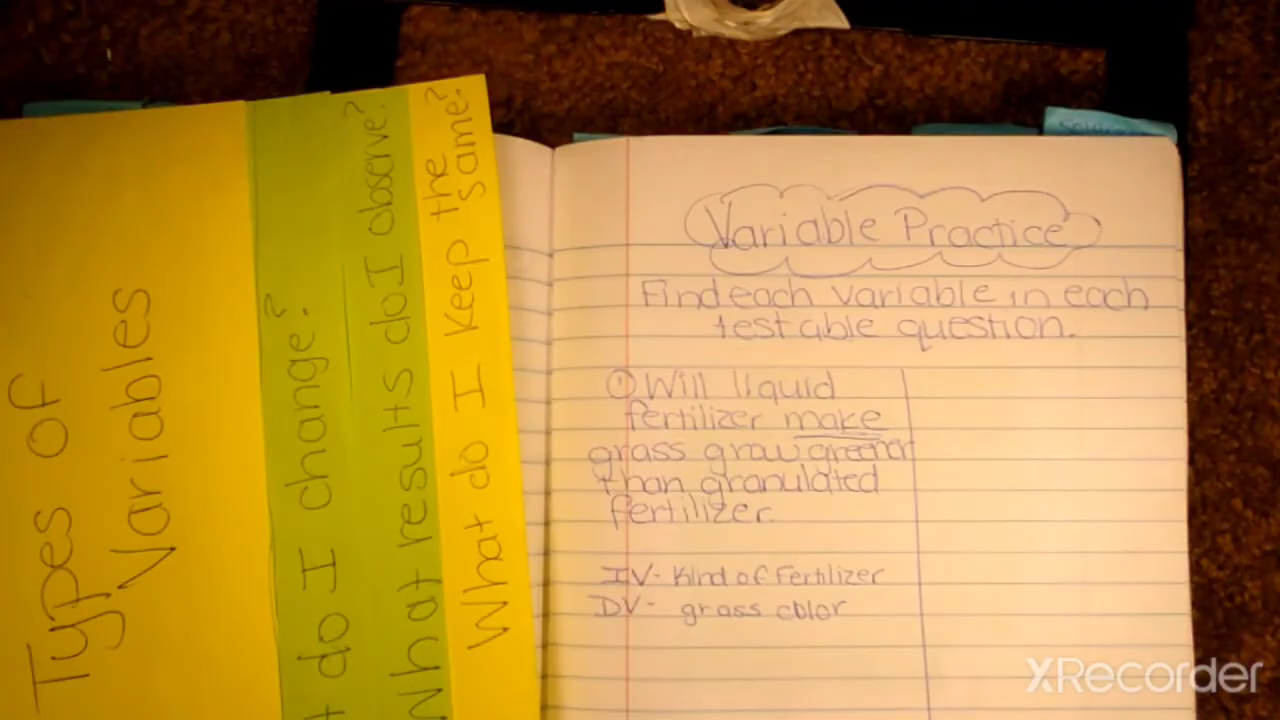 Types of
Variables
t do I change?
What results do I observe?
What do I keep the
same?
Variable Practice
Find each variable in each
testable question.
① Will liquid
fertilizer make
grass grow greener
than granulated
fertilizer.
IV- Kind of Fertilizer
DV- grass color
XRecorder